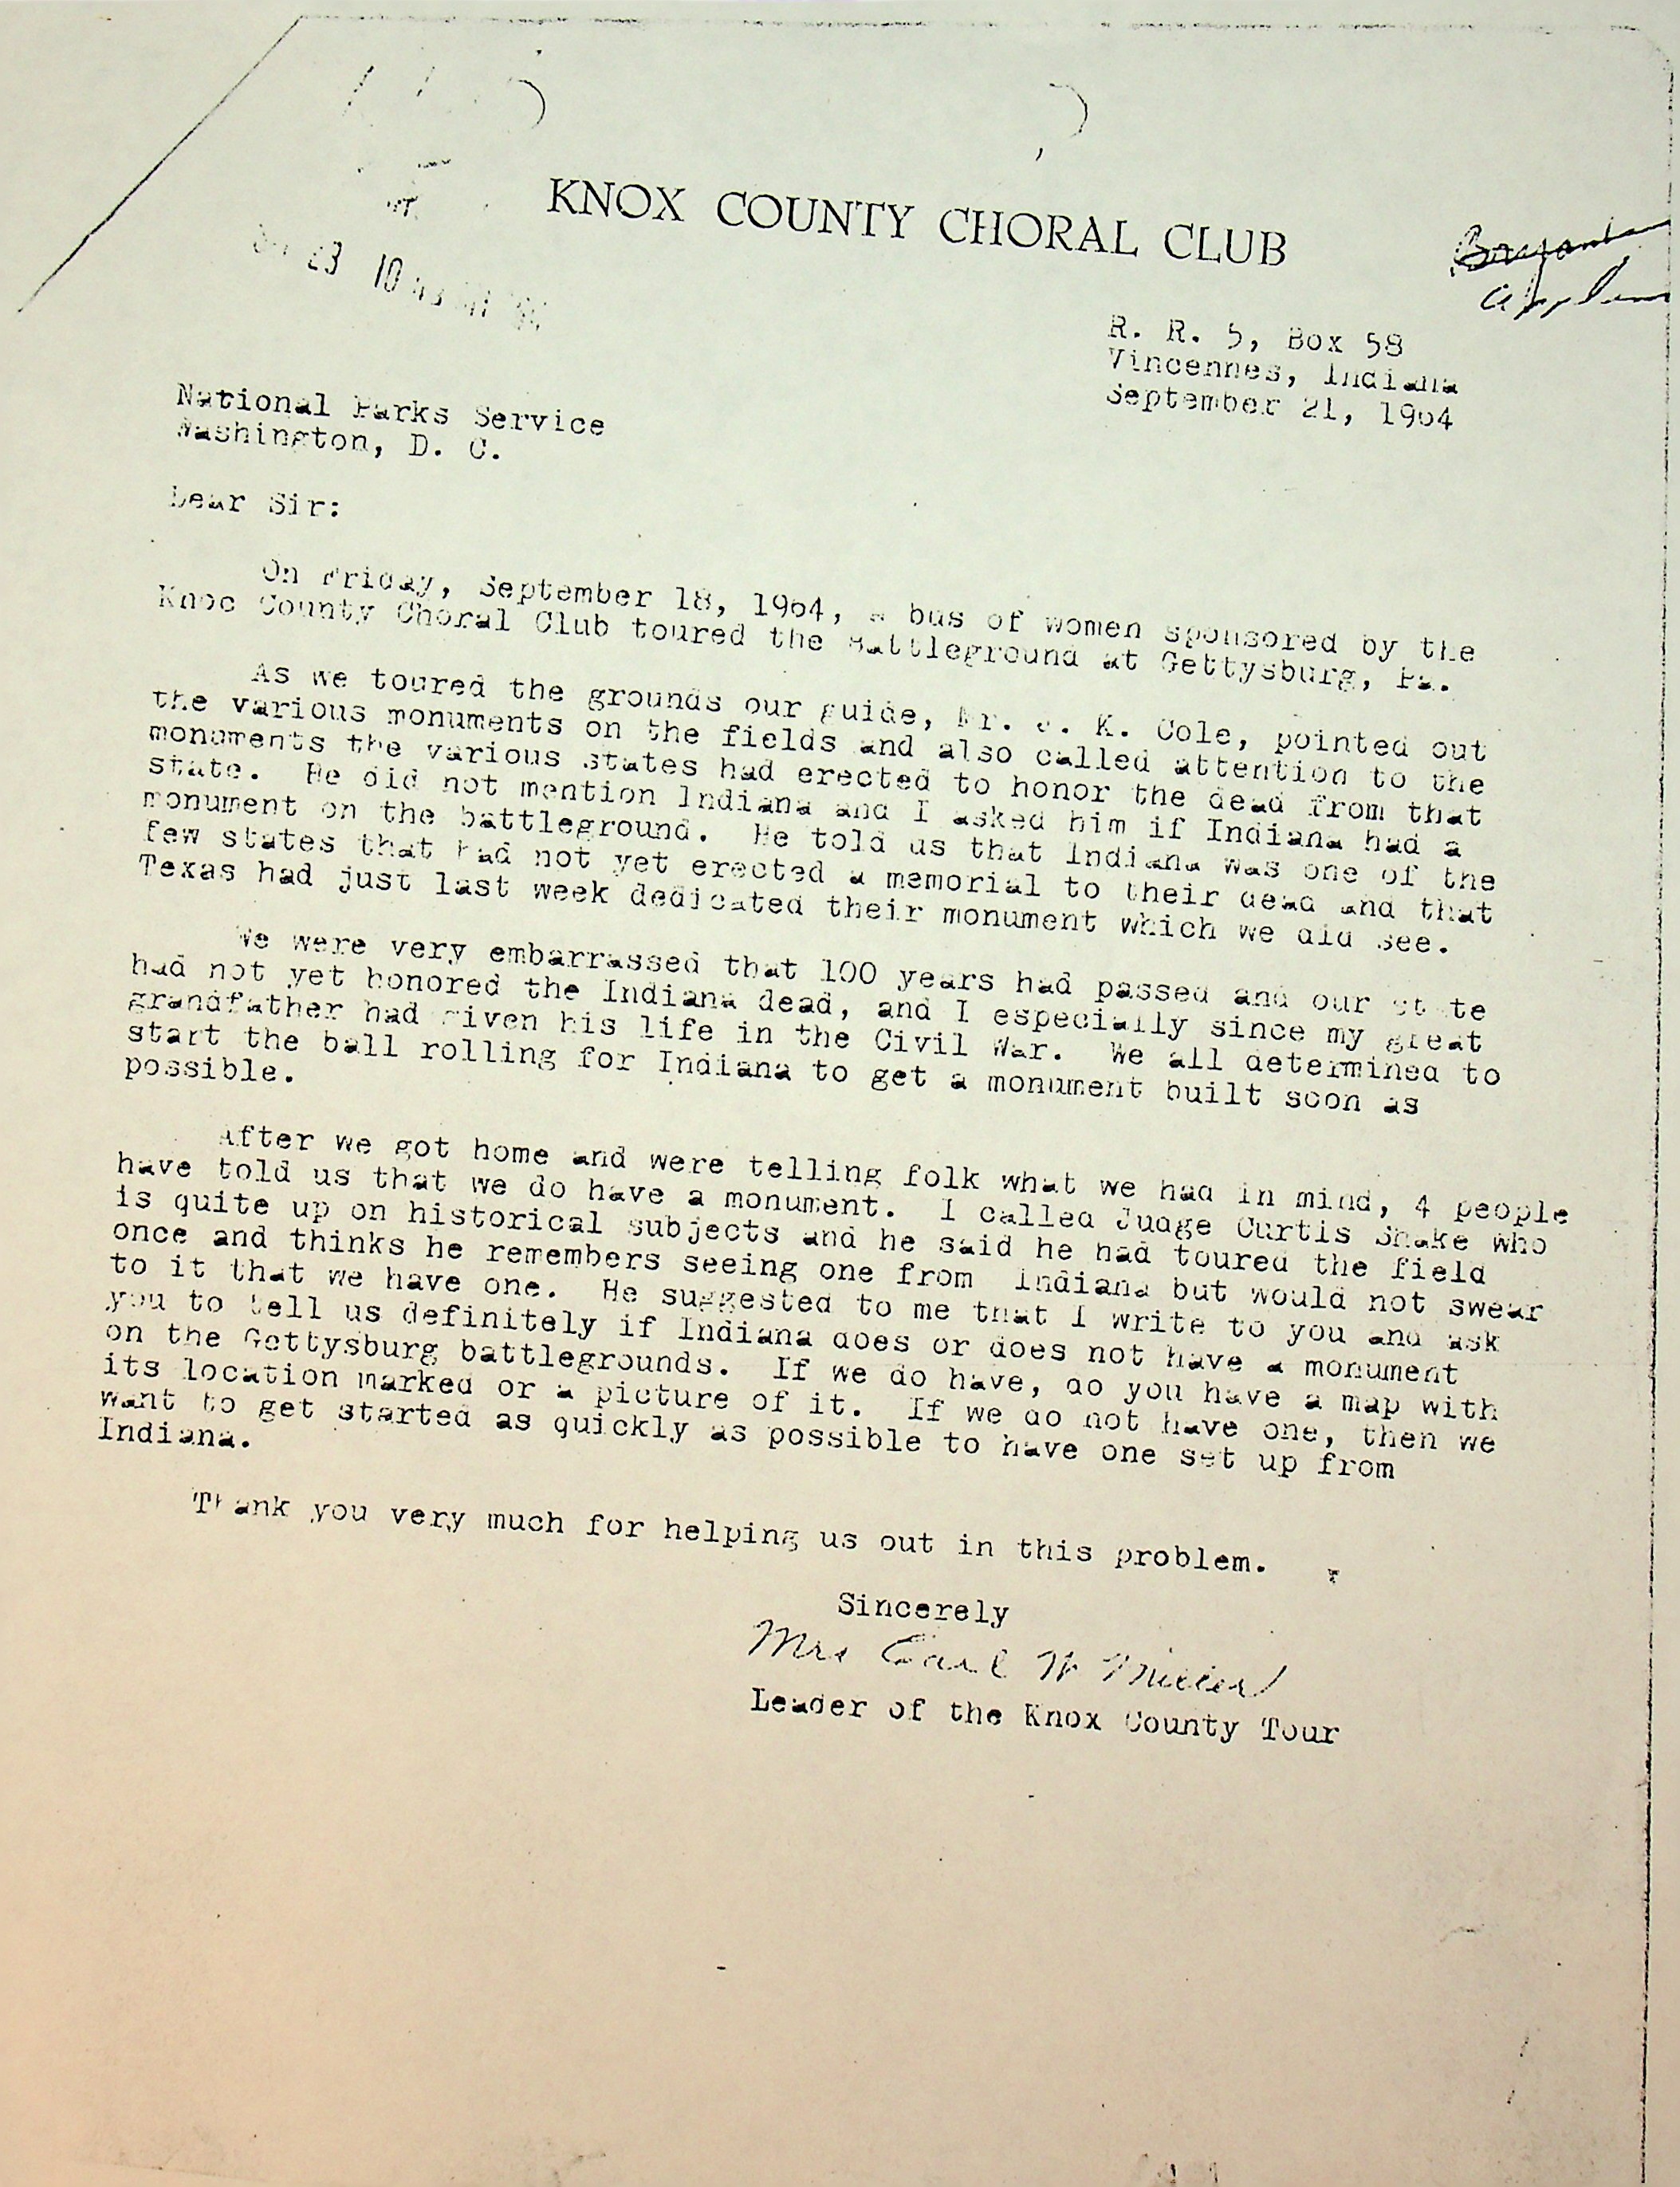 KNOX COUNTY CHORAL CLUB
23 10
R. R. 5, Box 58
Vincennes, Indiana
September 21, 1964
National Parks Service
Washington, D. C.
Dear Sir:
On Friday, September 18, 1964, a bus of women sponsored by the
Knoc County Choral Club toured the Battleground at Gettysburg, Pa.
As we toured the grounds our guide, Mr. K. Cole, pointed out
the various monuments on the fields and also called attention to the
monuments the various states had erected to honor the dead from that
state. He did not mention Indiana and I asked him if Indiana had a
monument on the battleground. He told us that Indiana was one of the
few states that had not yet erected a memorial to their dead and that
Texas had just last week dedicated their monument which we did see.
We were very embarrassed that 100 years had passed and our state
had not yet honored the Indiana dead, and I especially since my great
grandfather had given his life in the Civil War. We all determined to
start the ball rolling for Indiana to get a monument built soon as
possible.
After we got home and were telling folk what we had in mind, 4 people
have told us that we do have a monument. I called Judge Curtis Shake who
is quite up on historical subjects and he said he had toured the field
once and thinks he remembers seeing one from Indiana but would not swear
to it that we have one. He suggested to me that I write to you and ask
you to tell us definitely if Indiana does or does not have a monument
on the Gettysburg battlegrounds. If we do have, do you have a map with
its location marked or a picture of it. If we do not have one, then we
want to get started as quickly as possible to have one set up from
Indiana.
Thank you very much for helping us out in this problem.
Sincerely
Mrs Earl W Miller
Leader of the Knox County Tour